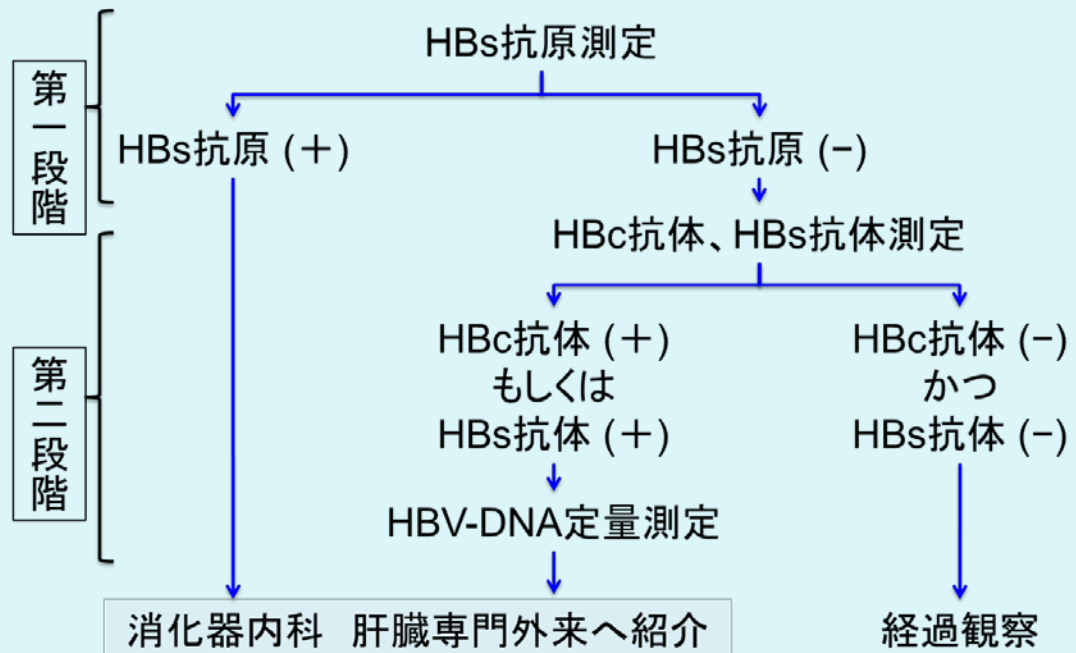 HBs抗原測定
第一段階
HBs抗原 (＋)
HBs抗原 (−)
HBc抗体、HBs抗体測定
第二段階
HBc抗体 (＋)
もしくは
HBs抗体 (＋)
HBc抗体 (−)
かつ
HBs抗体 (−)
HBV-DNA定量測定
消化器内科 肝臓専門外来へ紹介
経過観察